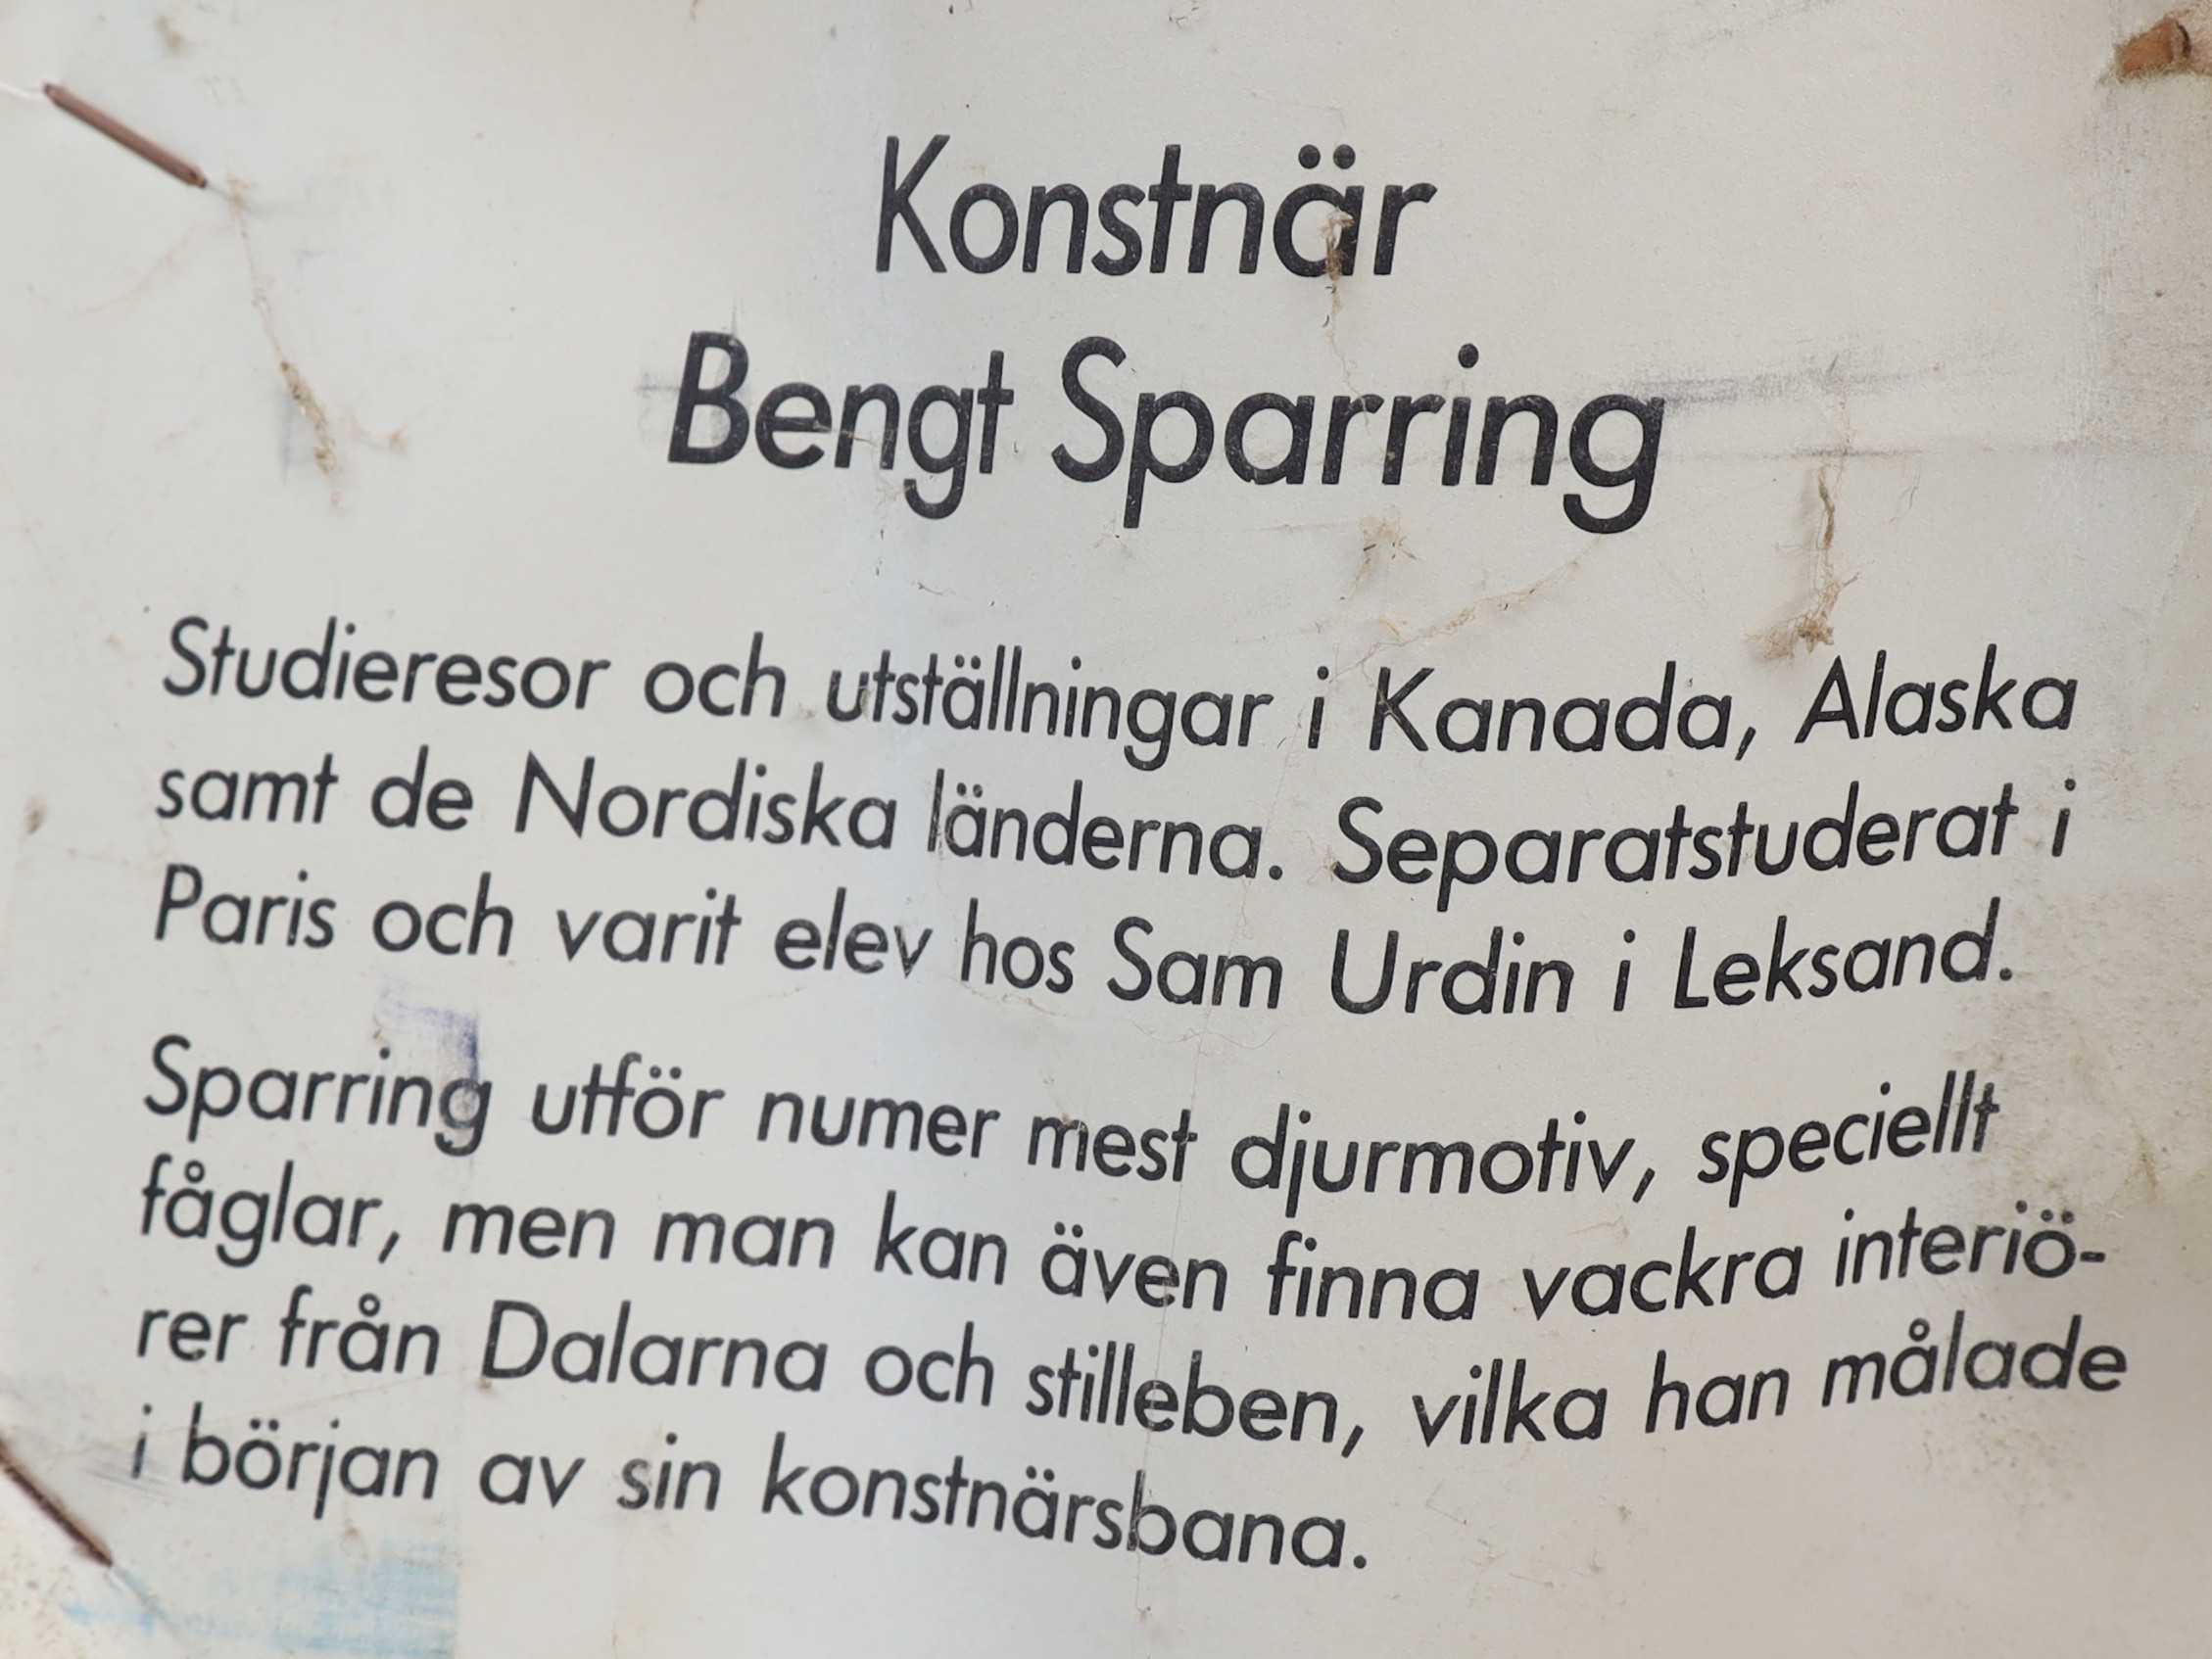 Konstnär
Bengt Sparring
Studieresor och utställningar i Kanada, Alaska
samt de Nordiska länderna. Separatstuderat i
Paris och varit elev hos Sam Urdin i Leksand.
Sparring utför numer mest djurmotiv, speciellt
fåglar, men man kan även finna vackra interiö-
rer från Dalarna och stilleben, vilka han målade
i början av sin konstnärsbana.